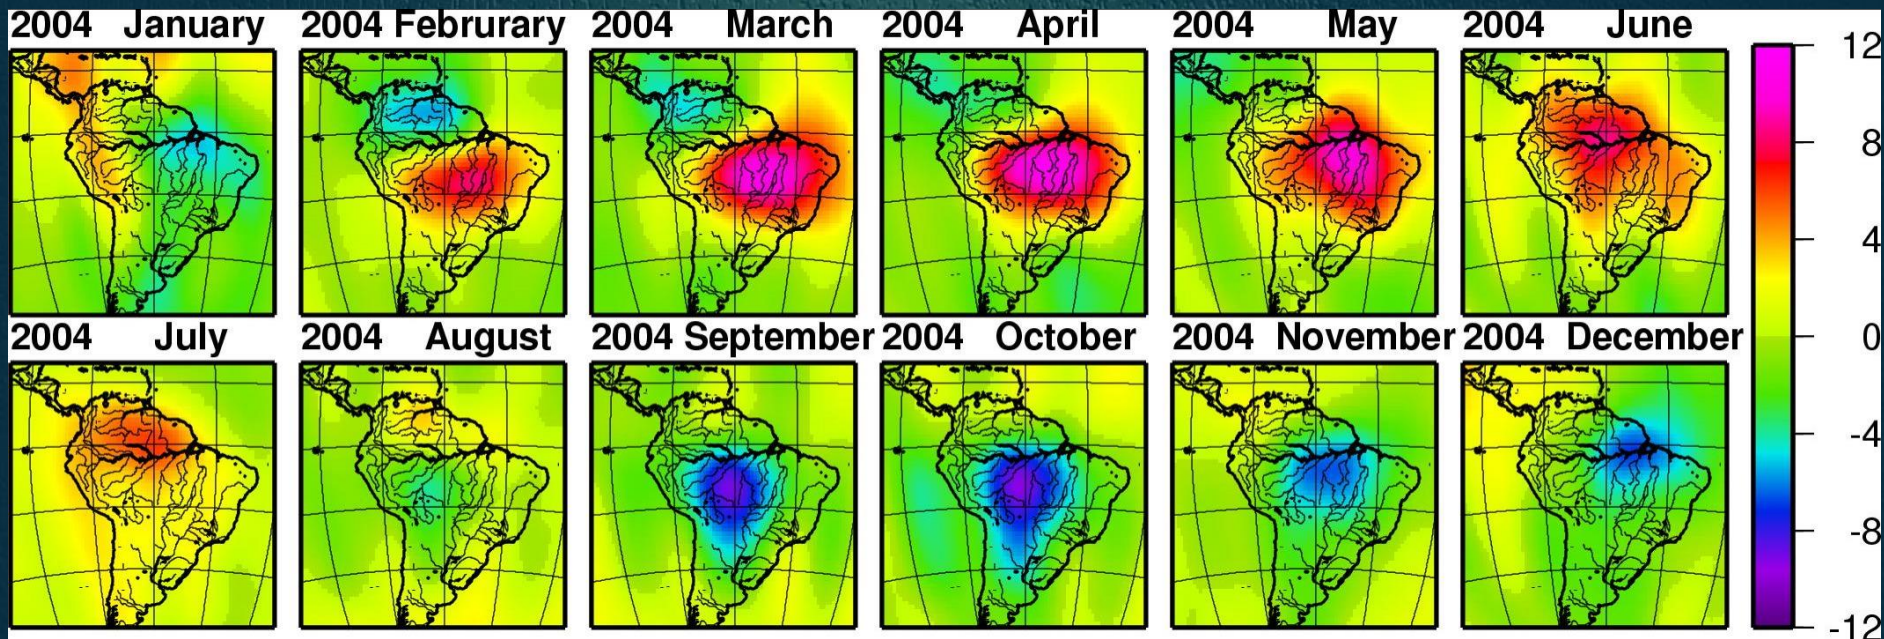 2004 January
2004 Februrary
2004 March
2004 April
2004 May
2004 June
12
8
4
0
-4
-8
-12
2004 July
2004 August
2004 September
2004 October
2004 November
2004 December